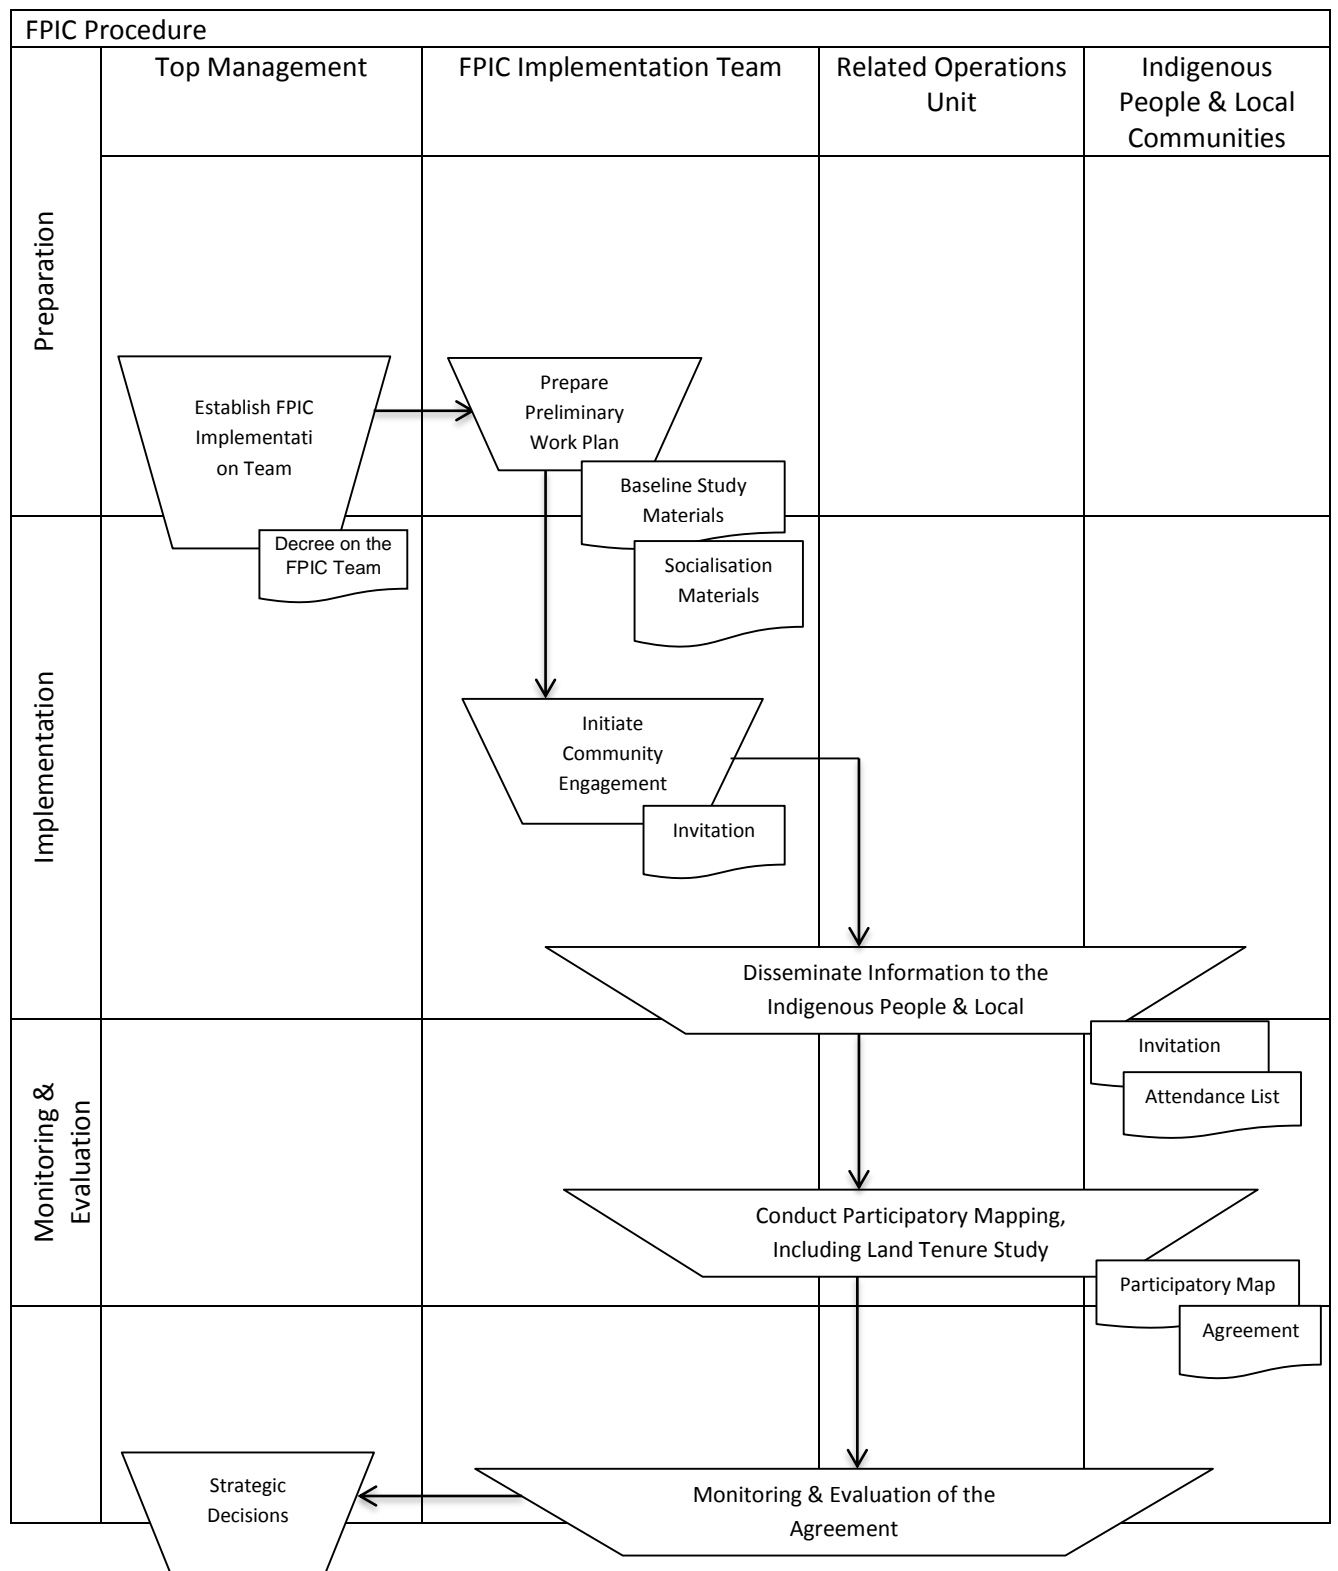 FPIC Procedure
Top Management
FPIC Implementation Team
Related Operations
Unit
Indigenous
People & Local
Communities
Preparation
Establish FPIC
Implementati
on Team
Decree on the
FPIC Team
Prepare
Preliminary
Work Plan
Baseline Study
Materials
Socialisation
Materials
Implementation
Initiate
Community
Engagement
Invitation
Disseminate Information to the
Indigenous People & Local
Invitation
Attendance List
Monitoring &
Evaluation
Conduct Participatory Mapping,
Including Land Tenure Study
Participatory Map
Agreement
Strategic
Decisions
Monitoring & Evaluation of the
Agreement